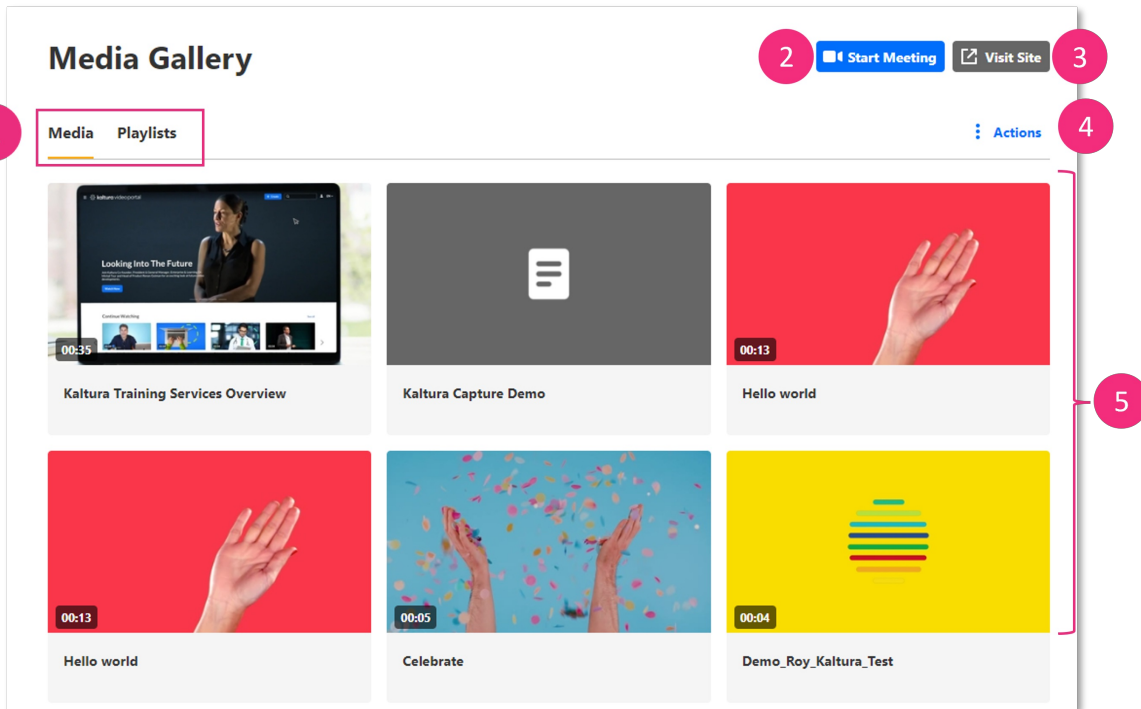 Media Gallery
2
Start Meeting
Visit Site
3
Media
Playlists
Actions
4
kaltura videoportal
Looking Into The Future
Continue Watching
00:35
00:13
Kaltura Training Services Overview
Kaltura Capture Demo
Hello world
5
00:13
00:05
00:04
Hello world
Celebrate
Demo_Roy_Kaltura_Test